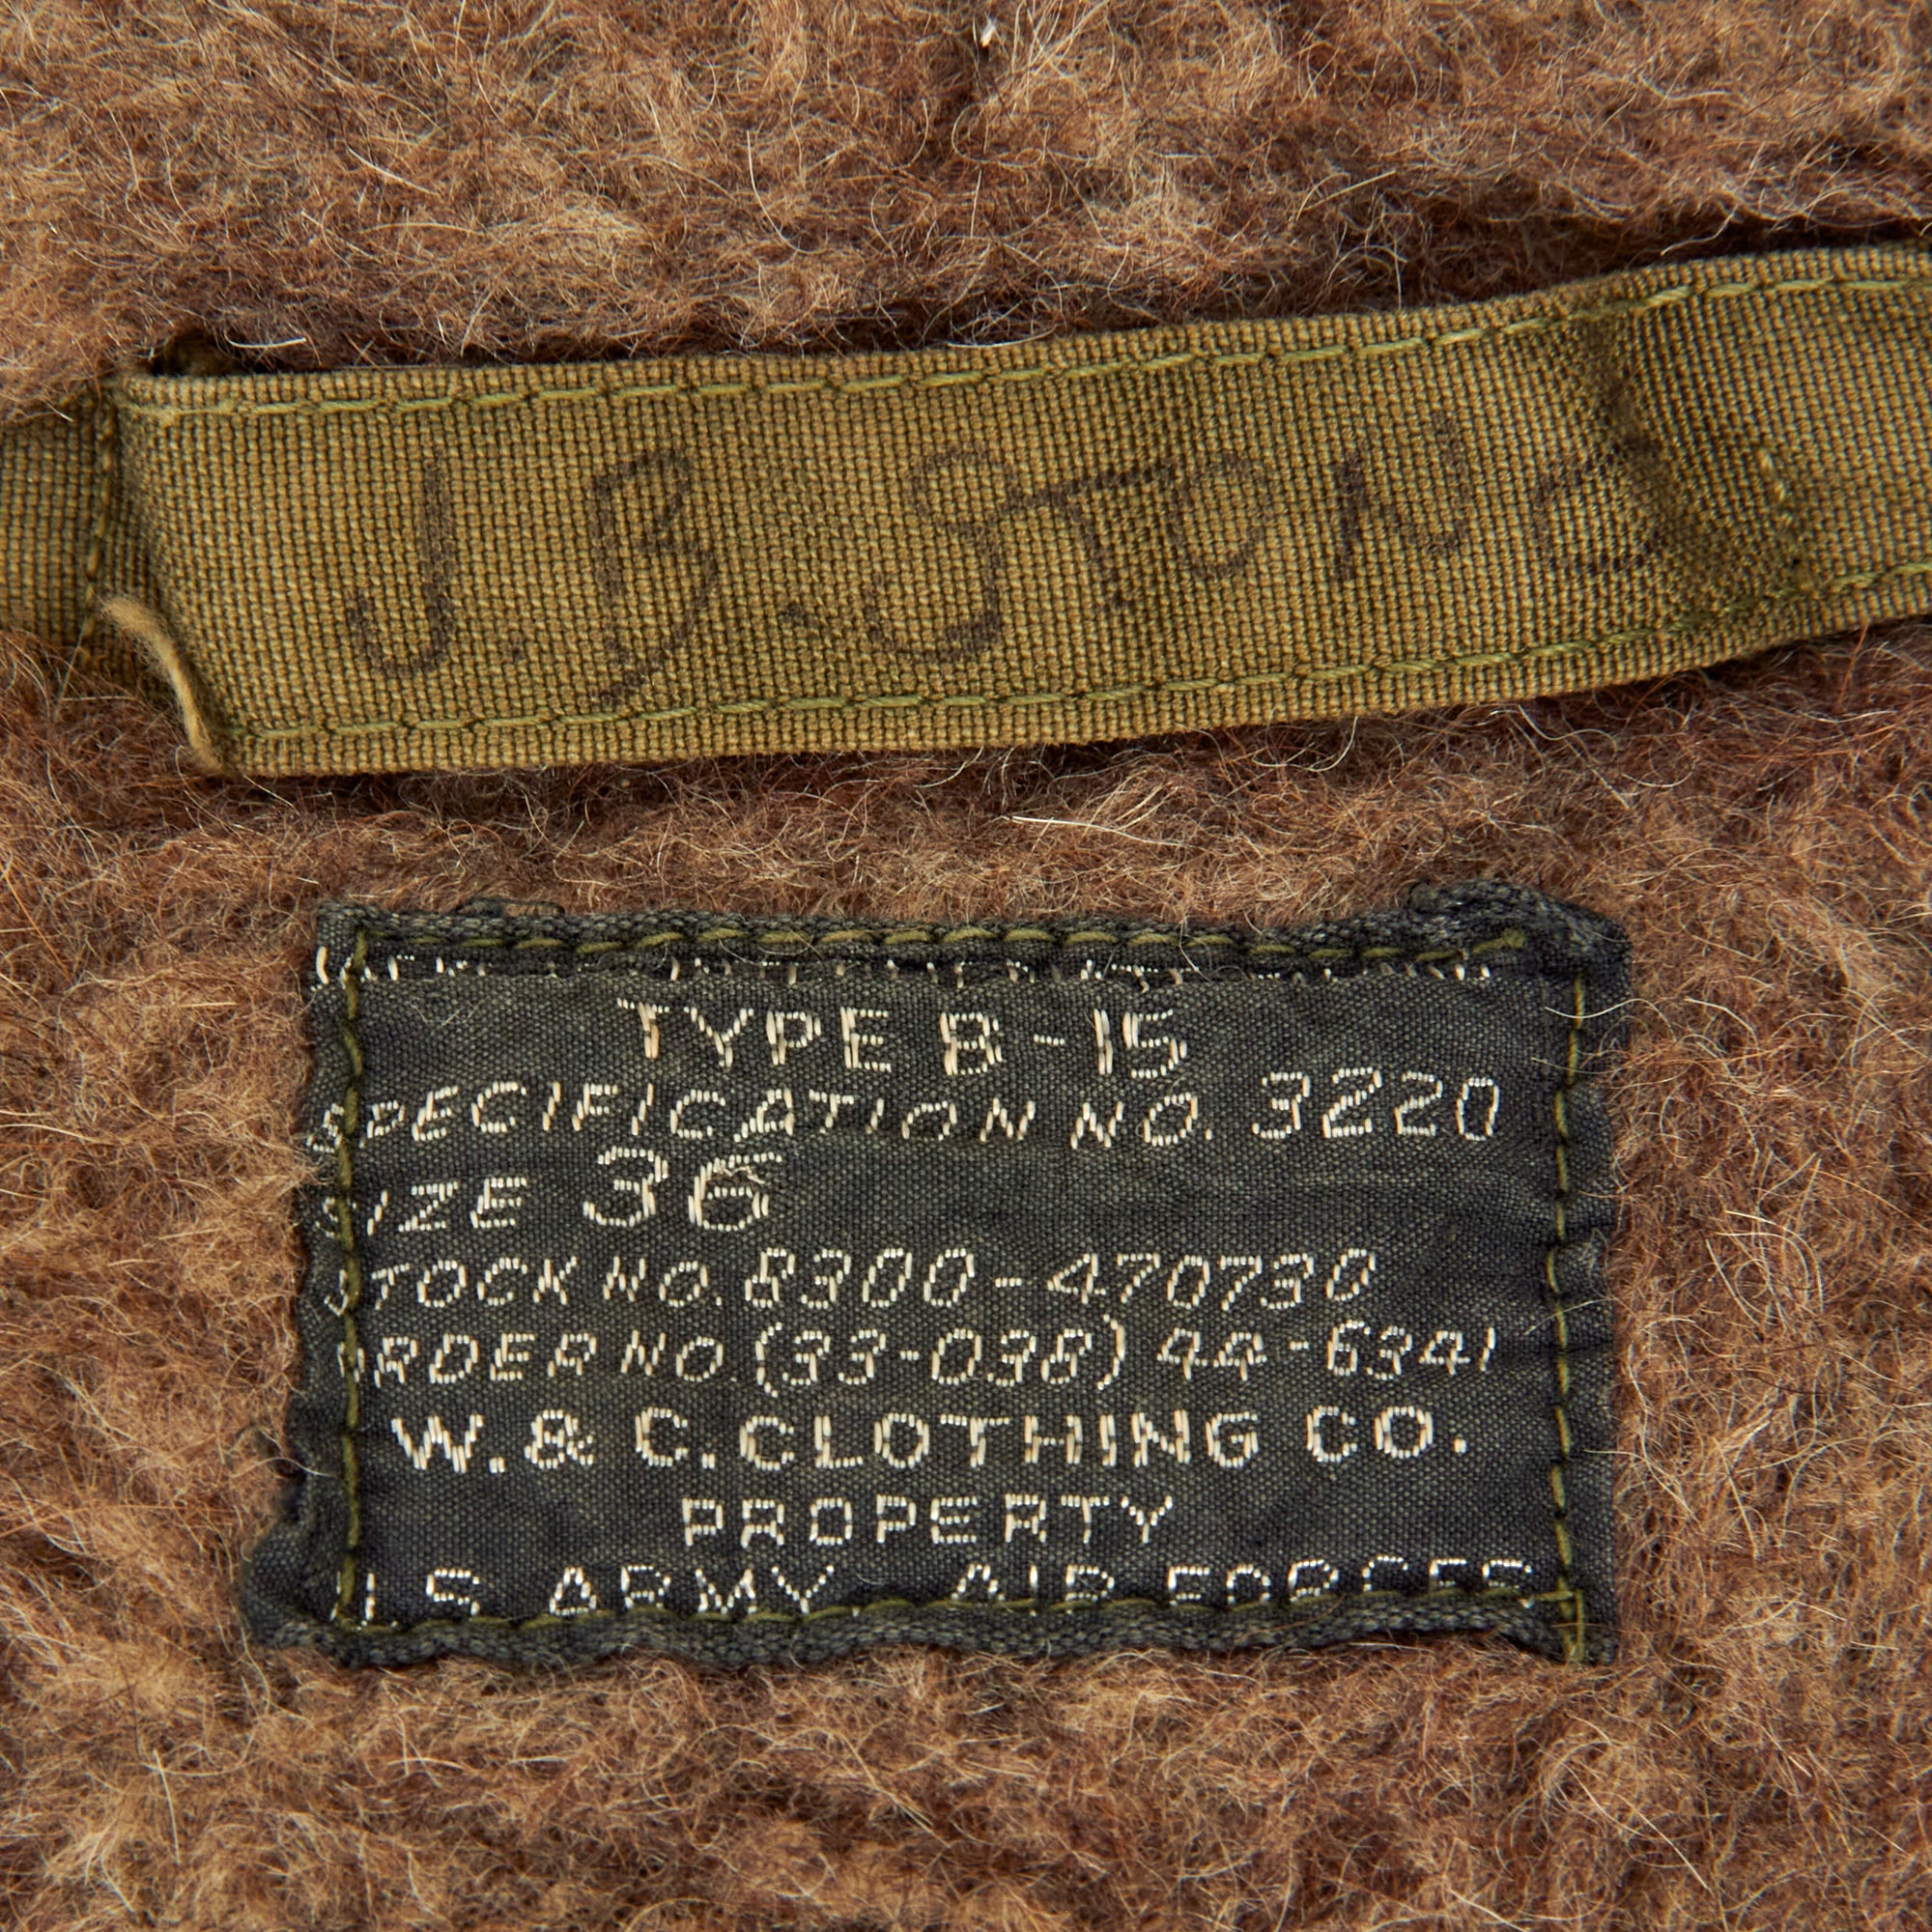 J.B. STONE
TYPE B-15
SPECIFICATION NO. 3220
SIZE 36
STOCK NO. 8300-470730
ORDER NO. (33-038) 44-6341
W. & C. CLOTHING CO.
PROPERTY
U.S. ARMY AIR FORCES